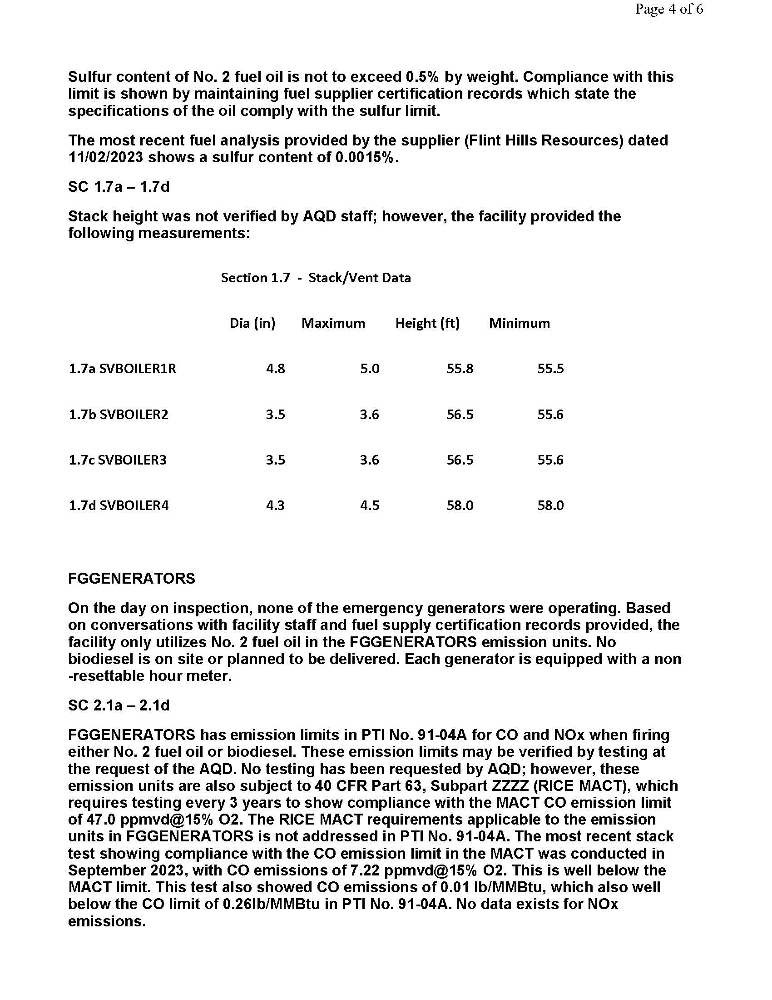 Page 4 of 6
Sulfur content of No. 2 fuel oil is not to exceed 0.5% by weight. Compliance with this
limit is shown by maintaining fuel supplier certification records which state the
specifications of the oil comply with the sulfur limit.
The most recent fuel analysis provided by the supplier (Flint Hills Resources) dated
11/02/2023 shows a sulfur content of 0.0015%.
SC 1.7a – 1.7d
Stack height was not verified by AQD staff; however, the facility provided the
following measurements:
Section 1.7 - Stack/Vent Data
Dia (in) Maximum Height (ft) Minimum
1.7a SVBOILER1R 4.8 5.0 55.8 55.5
1.7b SVBOILER2 3.5 3.6 56.5 55.6
1.7c SVBOILER3 3.5 3.6 56.5 55.6
1.7d SVBOILER4 4.3 4.5 58.0 58.0
FGGENERATORS
On the day on inspection, none of the emergency generators were operating. Based
on conversations with facility staff and fuel supply certification records provided, the
facility only utilizes No. 2 fuel oil in the FGGENERATORS emission units. No
biodiesel is on site or planned to be delivered. Each generator is equipped with a non
-resettable hour meter.
SC 2.1a – 2.1d
FGGENERATORS has emission limits in PTI No. 91-04A for CO and NOx when firing
either No. 2 fuel oil or biodiesel. These emission limits may be verified by testing at
the request of the AQD. No testing has been requested by AQD; however, these
emission units are also subject to 40 CFR Part 63, Subpart ZZZZ (RICE MACT), which
requires testing every 3 years to show compliance with the MACT CO emission limit
of 47.0 ppmvd@15% O2. The RICE MACT requirements applicable to the emission
units in FGGENERATORS is not addressed in PTI No. 91-04A. The most recent stack
test showing compliance with the CO emission limit in the MACT was conducted in
September 2023, with CO emissions of 7.22 ppmvd@15% O2. This is well below the
MACT limit. This test also showed CO emissions of 0.01 lb/MMBtu, which also well
below the CO limit of 0.26lb/MMBtu in PTI No. 91-04A. No data exists for NOx
emissions.